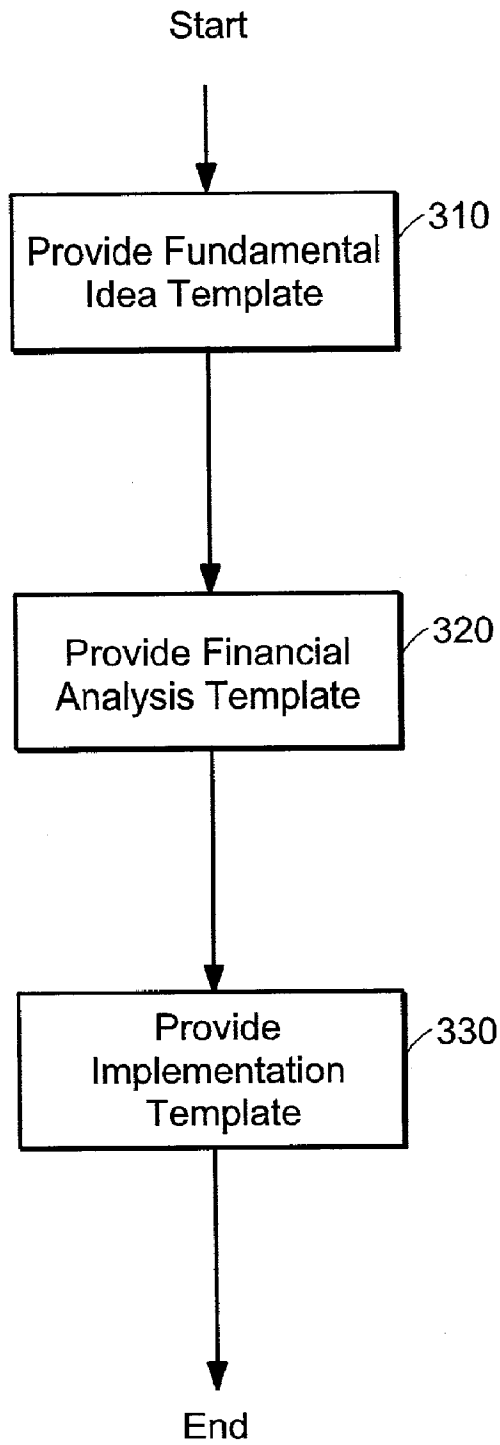 Start
310
Provide Fundamental
Idea Template
320
Provide Financial
Analysis Template
330
Provide
Implementation
Template
End